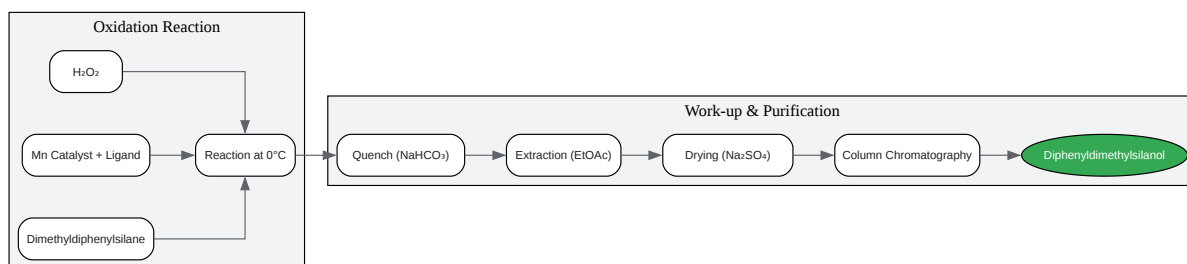 Oxidation Reaction
H₂O₂
Mn Catalyst + Ligand
Reaction at 0°C
Dimethyldiphenylsilane
Work-up & Purification
Quench (NaHCO₃)
Extraction (EtOAc)
Drying (Na₂SO₄)
Column Chromatography
Diphenyldimethylsilanol